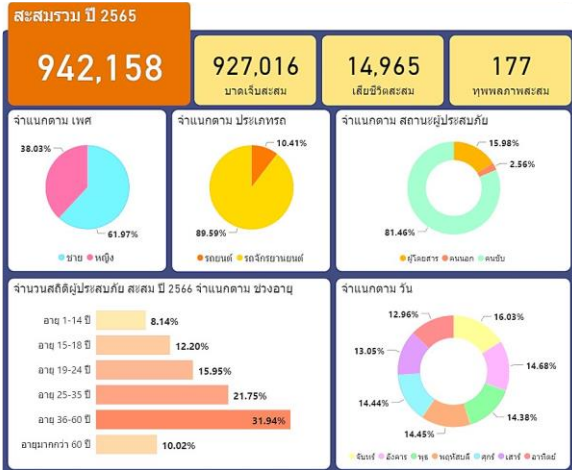 สะสมรวม ปี 2565
942,158
927,016
บาดเจ็บสะสม
14,965
เสียชีวิตสะสม
177
ทุพพลภาพสะสม
จำแนกตาม เพศ
38.03%
61.97%
ชาย หญิง
จำแนกตาม ประเภทรถ
10.41%
89.59%
รถยนต์ รถจักรยานยนต์
จำแนกตาม สถานะผู้ประสบภัย
15.98%
2.56%
81.46%
ผู้โดยสาร คนนอก คนขับ
จำนวนสถิติผู้ประสบภัย สะสม ปี 2566 จำแนกตาม ช่วงอายุ
อายุ 1-14 ปี 8.14%
อายุ 15-18 ปี 12.20%
อายุ 19-24 ปี 15.95%
อายุ 25-35 ปี 21.75%
อายุ 36-60 ปี 31.94%
อายุมากกว่า 60 ปี 10.02%
จำแนกตาม วัน
12.96%
16.03%
13.05%
14.68%
14.44%
14.38%
14.45%
จันทร์ อังคาร พุธ พฤหัสบดี ศุกร์ เสาร์ อาทิตย์